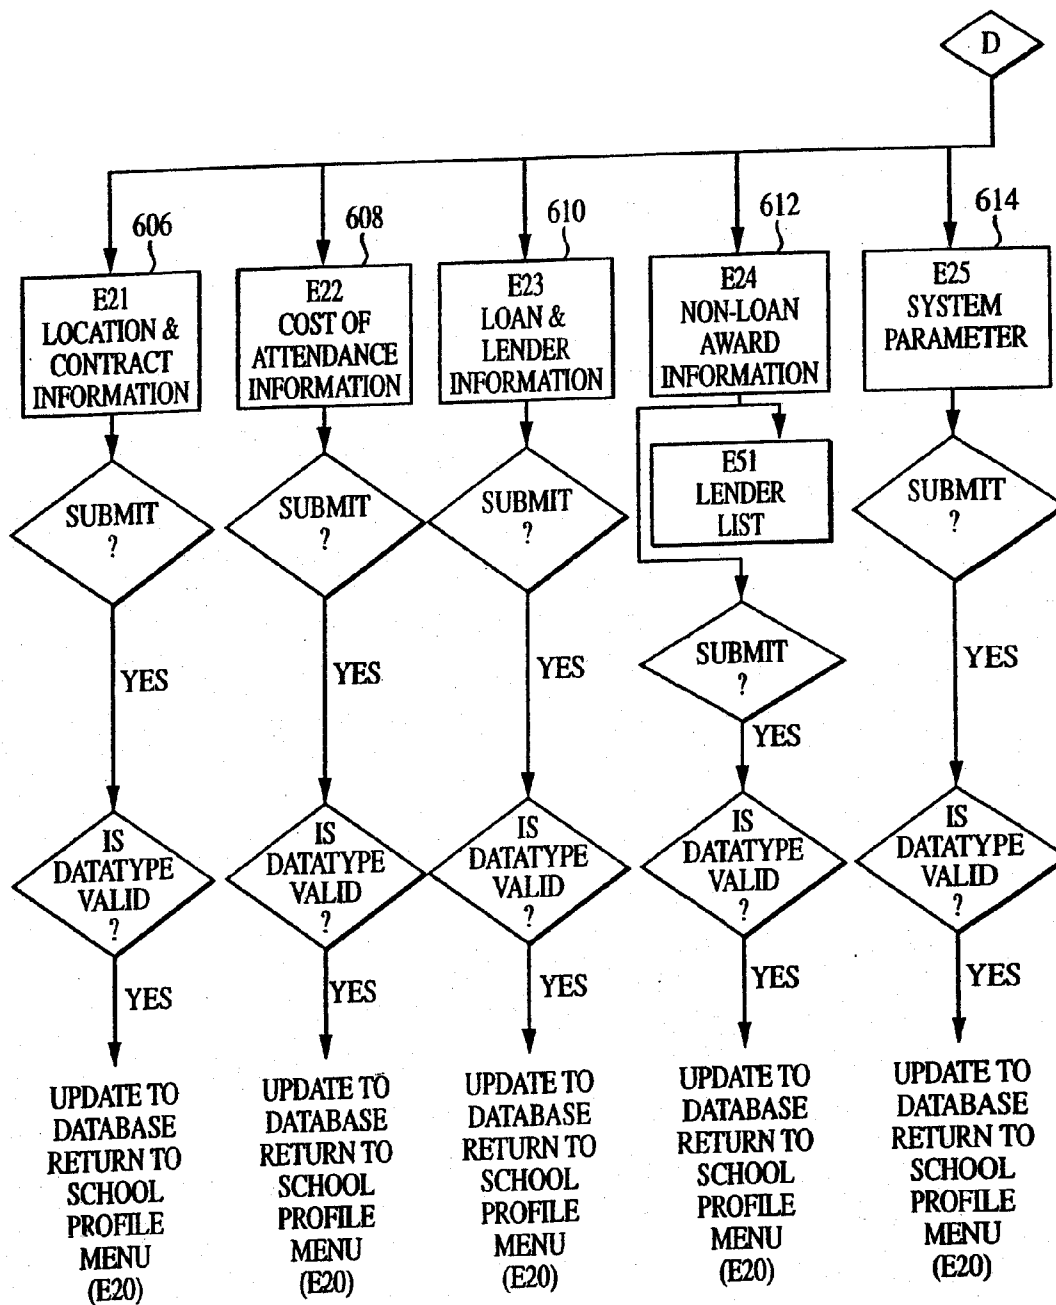 D
606
608
610
612
614
E21
LOCATION &
CONTRACT
INFORMATION
E22
COST OF
ATTENDANCE
INFORMATION
E23
LOAN &
LENDER
INFORMATION
E24
NON-LOAN
AWARD
INFORMATION
E25
SYSTEM
PARAMETER
E51
LENDER
LIST
SUBMIT
?
SUBMIT
?
SUBMIT
?
SUBMIT
?
SUBMIT
?
YES
YES
YES
YES
YES
IS
DATATYPE
VALID
?
IS
DATATYPE
VALID
?
IS
DATATYPE
VALID
?
IS
DATATYPE
VALID
?
IS
DATATYPE
VALID
?
YES
YES
YES
YES
YES
UPDATE TO
DATABASE
RETURN TO
SCHOOL
PROFILE
MENU
(E20)
UPDATE TO
DATABASE
RETURN TO
SCHOOL
PROFILE
MENU
(E20)
UPDATE TO
DATABASE
RETURN TO
SCHOOL
PROFILE
MENU
(E20)
UPDATE TO
DATABASE
RETURN TO
SCHOOL
PROFILE
MENU
(E20)
UPDATE TO
DATABASE
RETURN TO
SCHOOL
PROFILE
MENU
(E20)